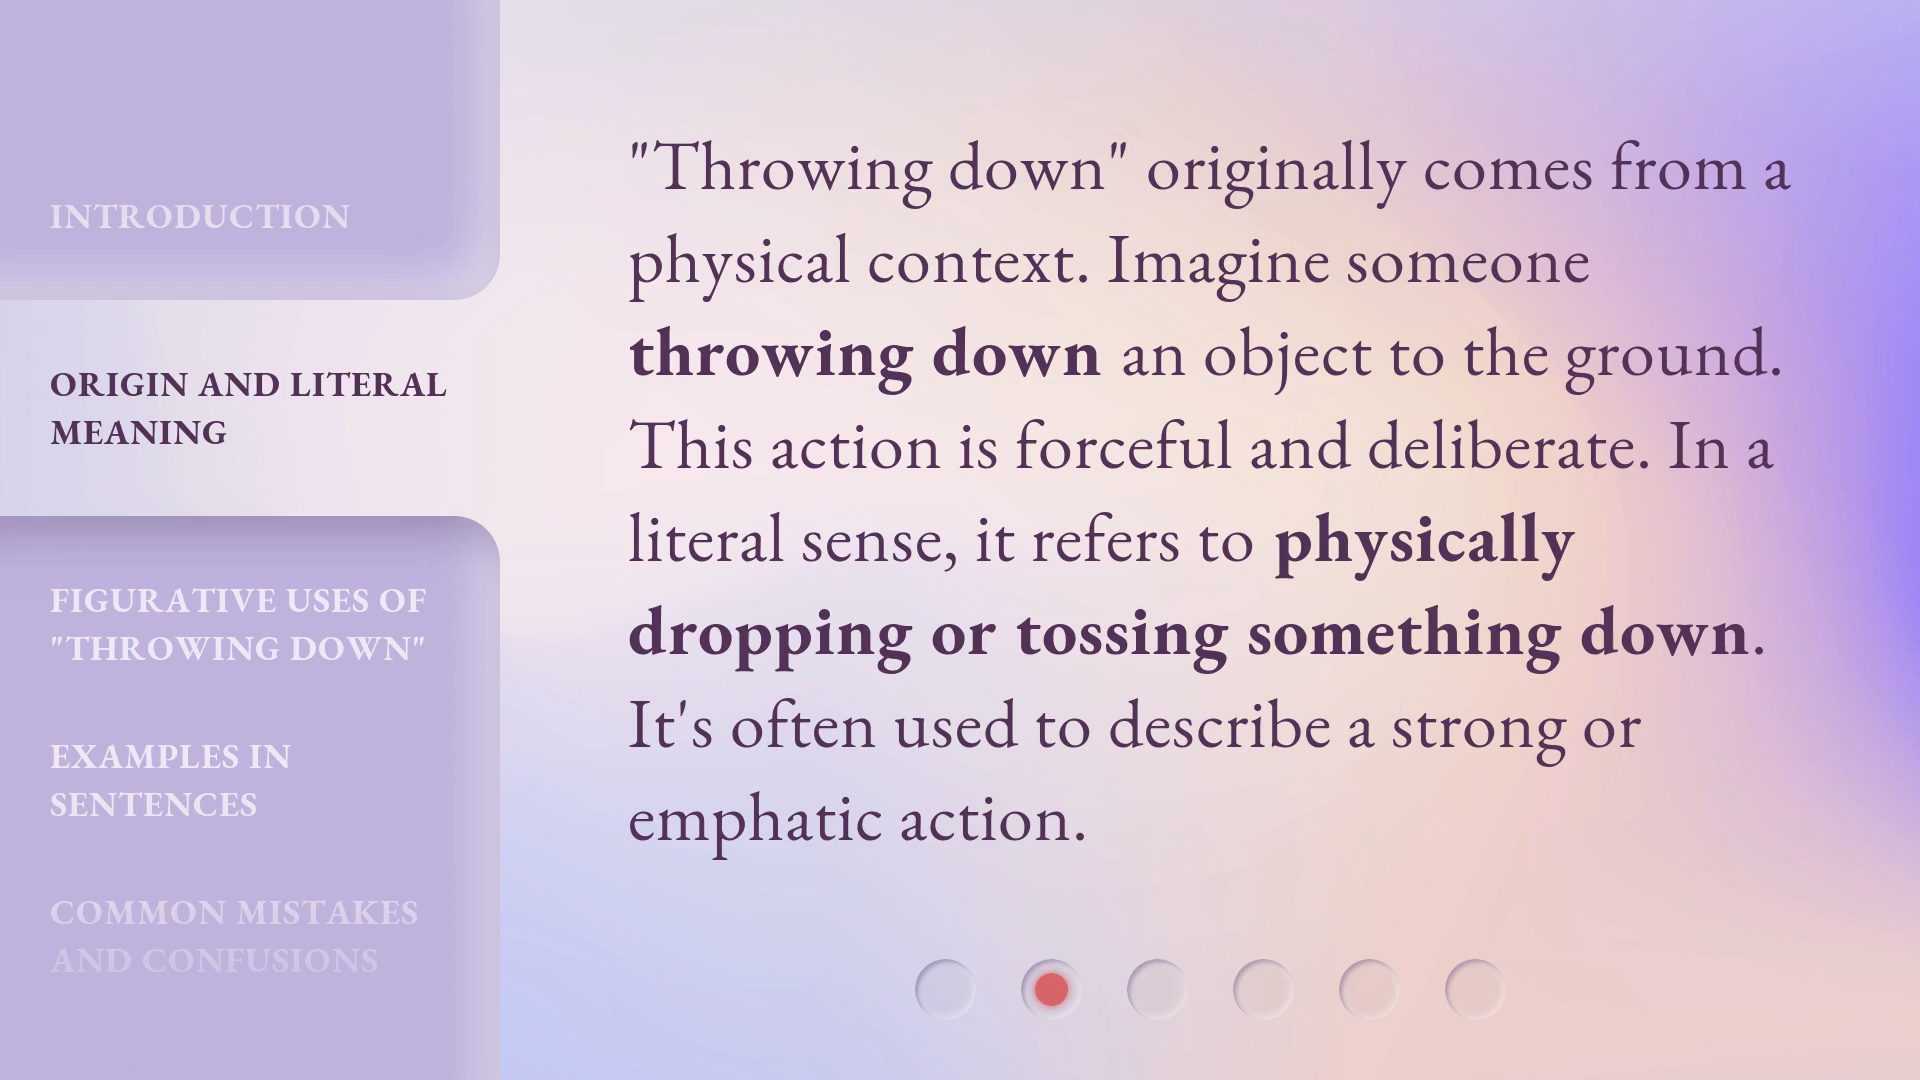 INTRODUCTION
ORIGIN AND LITERAL
MEANING
FIGURATIVE USES OF
"THROWING DOWN"
EXAMPLES IN
SENTENCES
COMMON MISTAKES
AND CONFUSIONS
"Throwing down" originally comes from a
physical context. Imagine someone
throwing down an object to the ground.
This action is forceful and deliberate. In a
literal sense, it refers to physically
dropping or tossing something down.
It's often used to describe a strong or
emphatic action.